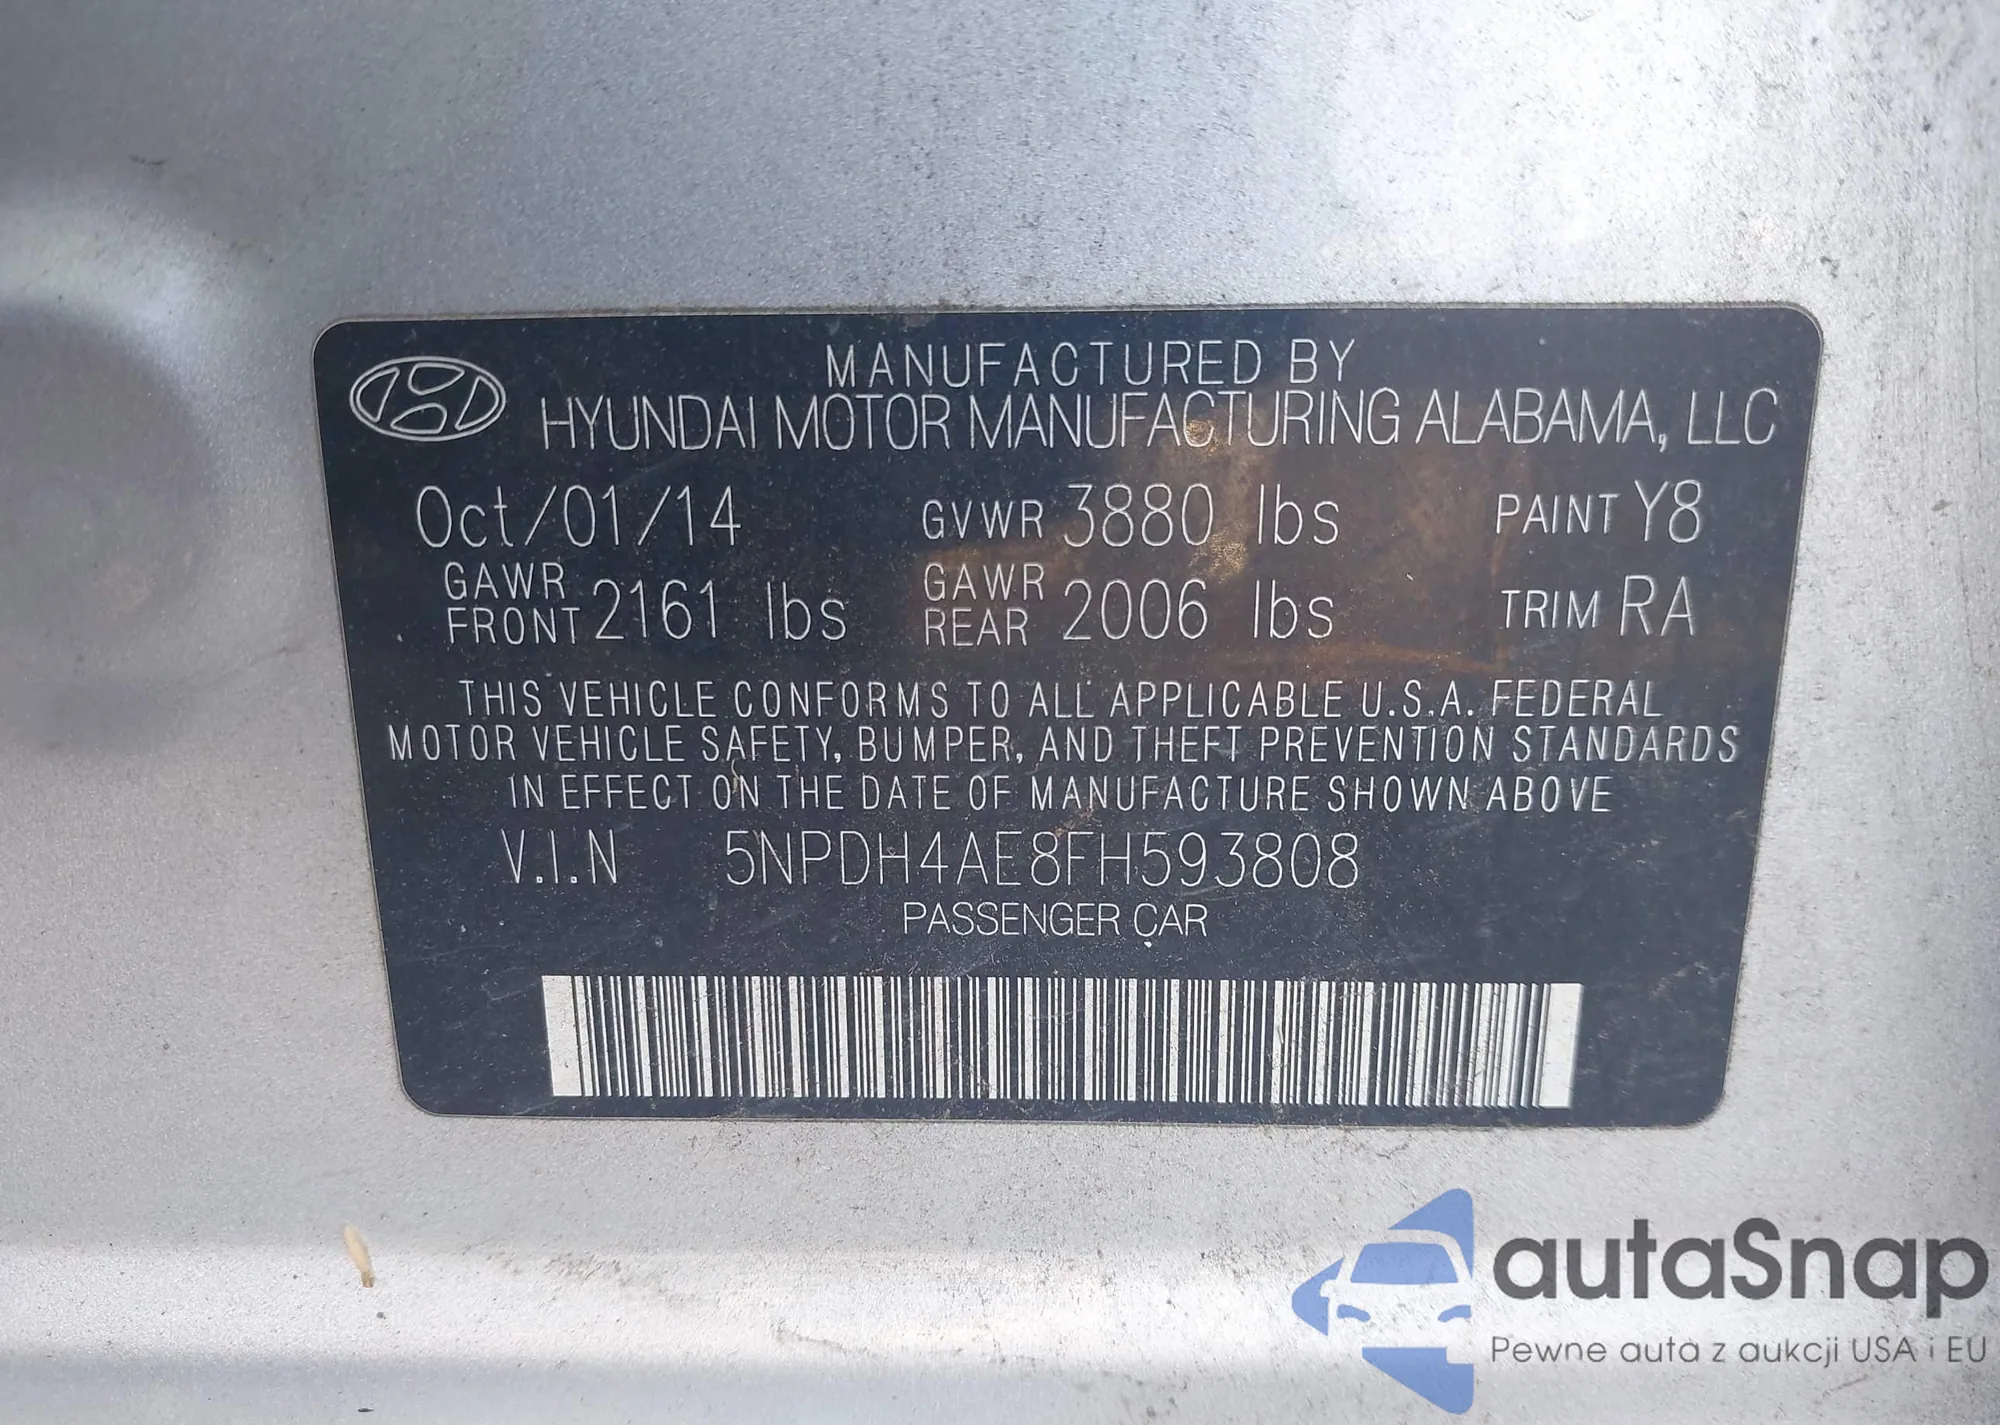 MANUFACTURED BY
HYUNDAI MOTOR MANUFACTURING ALABAMA, LLC
Oct/01/14 GVWR 3880 lbs PAINT Y8
GAWR FRONT 2161 lbs GAWR REAR 2006 lbs TRIM RA
THIS VEHICLE CONFORMS TO ALL APPLICABLE U.S.A. FEDERAL
MOTOR VEHICLE SAFETY, BUMPER, AND THEFT PREVENTION STANDARDS
IN EFFECT ON THE DATE OF MANUFACTURE SHOWN ABOVE
V.I.N 5NPDH4AE8FH593808
PASSENGER CAR
autaSnap
Pewne auta z aukcji USA i EU